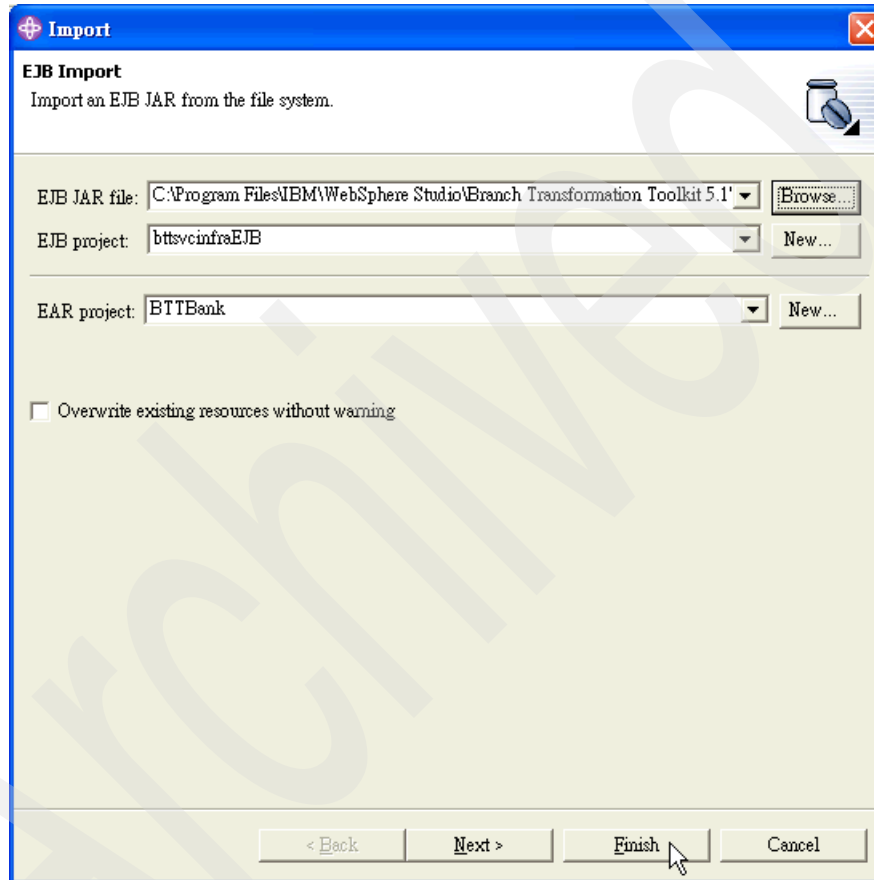 Import
EJB Import
Import an EJB JAR from the file system.
EJB JAR file: C:\Program Files\IBM\WebSphere Studio\Branch Transformation Toolkit 5.1' Browse...
EJB project: bttsvcinfraEJB New...
EAR project: BTTBank New...
Overwrite existing resources without warning
< Back Next > Finish Cancel
Archived